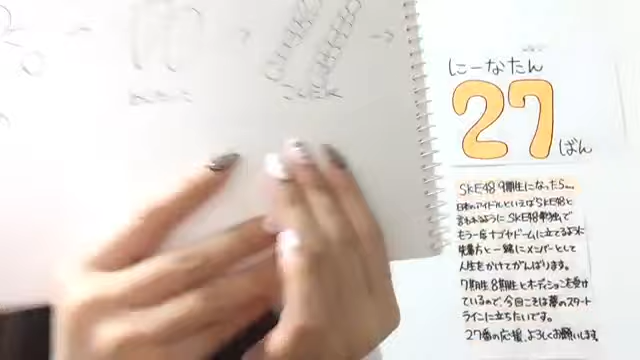 にーなたん
27
ばん
SKE48 9期生になったら…
日本のアイドルといえばSKE48と
言われるように SKE48単独で
もう一度ナゴヤドームに立てるように
先輩方と一緒にメンバーとして
人生をかけてがんばります。
7期生、8期生とオーディションを受け
ているので、今回こそは夢のスタート
ラインに立ちたいです。
27番の応援、よろしくお願いします。